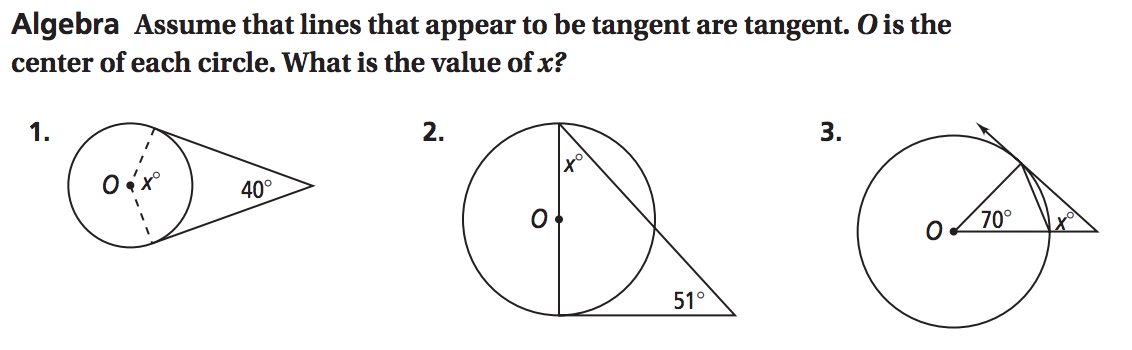 Algebra Assume that lines that appear to be tangent are tangent. O is the
center of each circle. What is the value of x?
1.
O x°
40°
2.
x°
O
51°
3.
O 70° x°